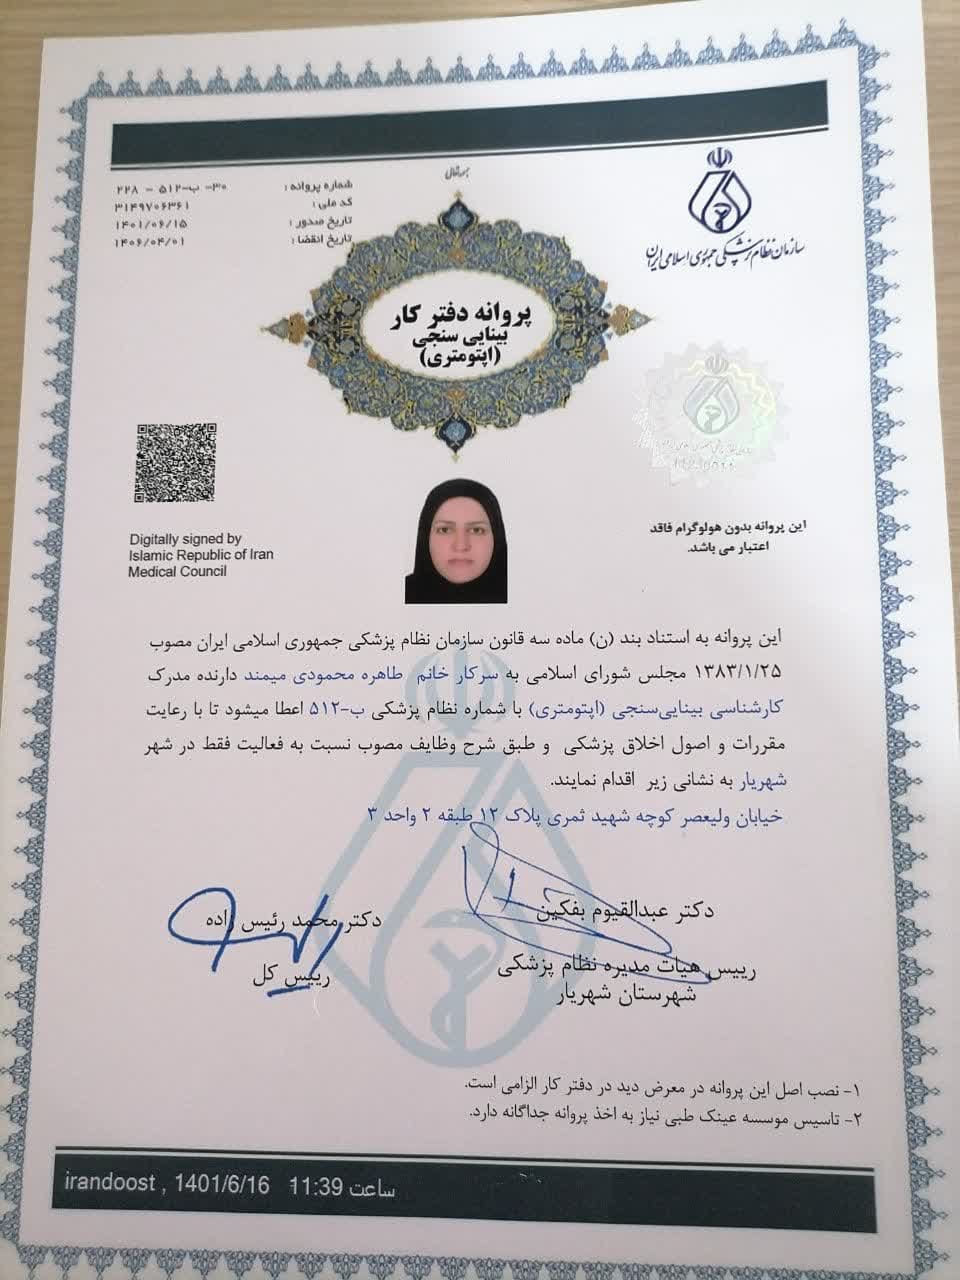 بسمه تعالی
سازمان نظام پزشکی جمهوری اسلامی ایران
شماره پروانه : ۳۰- ب-۵۱۲ - ۲۲۸
کد ملی : ۳۱۴۹۷۰۶۳۶۱
تاریخ صدور : ۱۴۰۱/۰۶/۱۵
تاریخ انقضا : ۱۴۰۶/۰۴/۰۱
پروانه دفتر کار
بینایی سنجی
(اپتومتری)
Digitally signed by
Islamic Republic of Iran
Medical Council
این پروانه بدون هولوگرام فاقد
اعتبار می باشد.
این پروانه به استناد بند (ن) ماده سه قانون سازمان نظام پزشکی جمهوری اسلامی ایران مصوب
۱۳۸۳/۱/۲۵ مجلس شورای اسلامی به سرکار خانم طاهره محمودی میمند دارنده مدرک
کارشناسی بینایی‌سنجی (اپتومتری) با شماره نظام پزشکی ب-۵۱۲ اعطا میشود تا با رعایت
مقررات و اصول اخلاق پزشکی و طبق شرح وظایف مصوب نسبت به فعالیت فقط در شهر
شهریار به نشانی زیر اقدام نمایند.
خیابان ولیعصر کوچه شهید ثمری پلاک ۱۲ طبقه ۲ واحد ۳
دکتر عبدالقیوم بفکین
رییس هیات مدیره نظام پزشکی
شهرستان شهریار
دکتر محمد رئیس زاده
رییس کل
۱- نصب اصل این پروانه در معرض دید در دفتر کار الزامی است.
۲- تاسیس موسسه عینک طبی نیاز به اخذ پروانه جداگانه دارد.
irandoost , 1401/6/16 11:39 ساعت